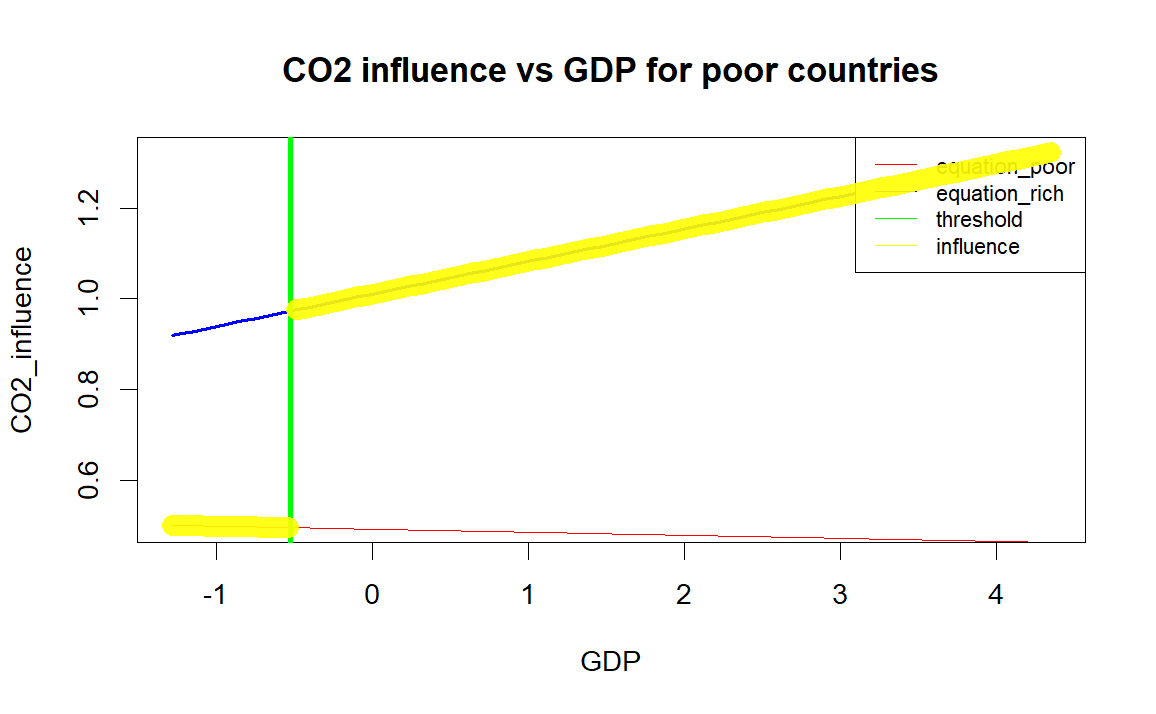 CO2 influence vs GDP for poor countries
equation_poor
equation_rich
threshold
influence
CO2_influence
1.2
1.0
0.8
0.6
-1 0 1 2 3 4
GDP